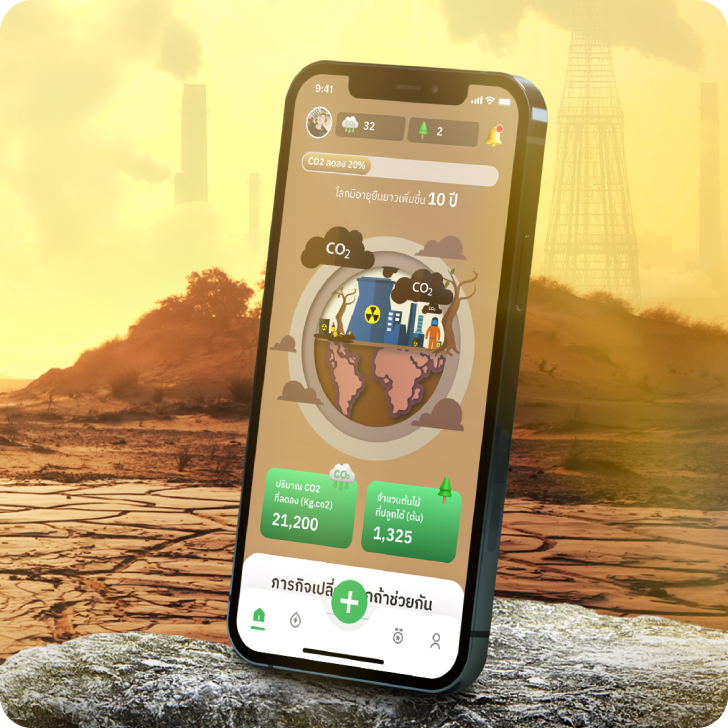 9:41
32
2
CO2 ลดลง 20%
โลกมีอายุยืนยาวเพิ่มขึ้น 10 ปี
CO2
CO2
CO2
ปริมาณ CO2
ที่ลดลง (Kg.co2)
21,200
จำนวนต้นไม้
ที่ปลูกได้ (ต้น)
1,325
ภารกิจเปลี่
กถ้าช่วยกัน